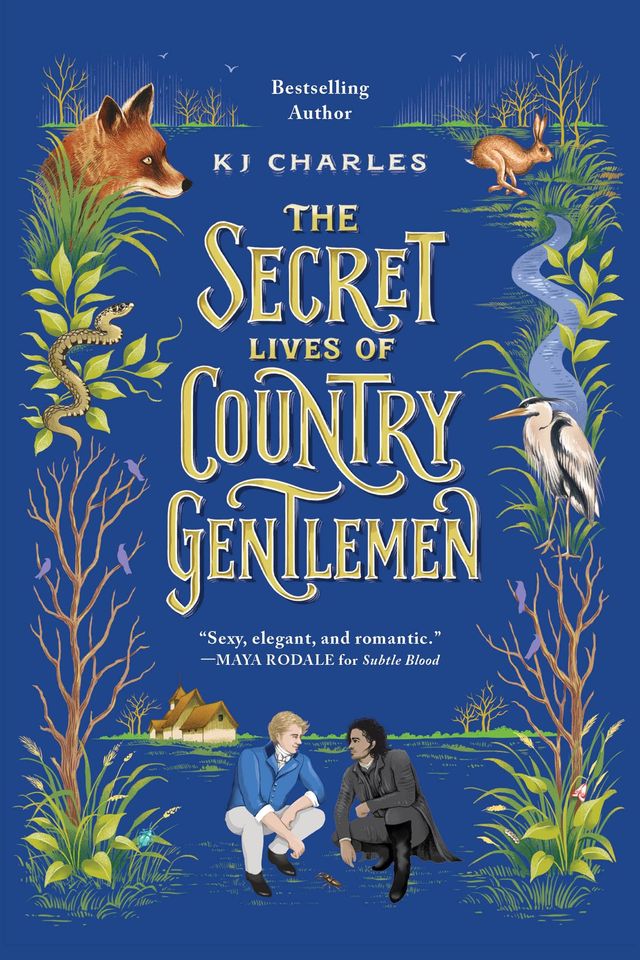 Bestselling
Author
KJ CHARLES
THE
SECRET
LIVES OF
COUNTRY
GENTLEMEN
“Sexy, elegant, and romantic.”
—MAYA RODALE for Subtle Blood